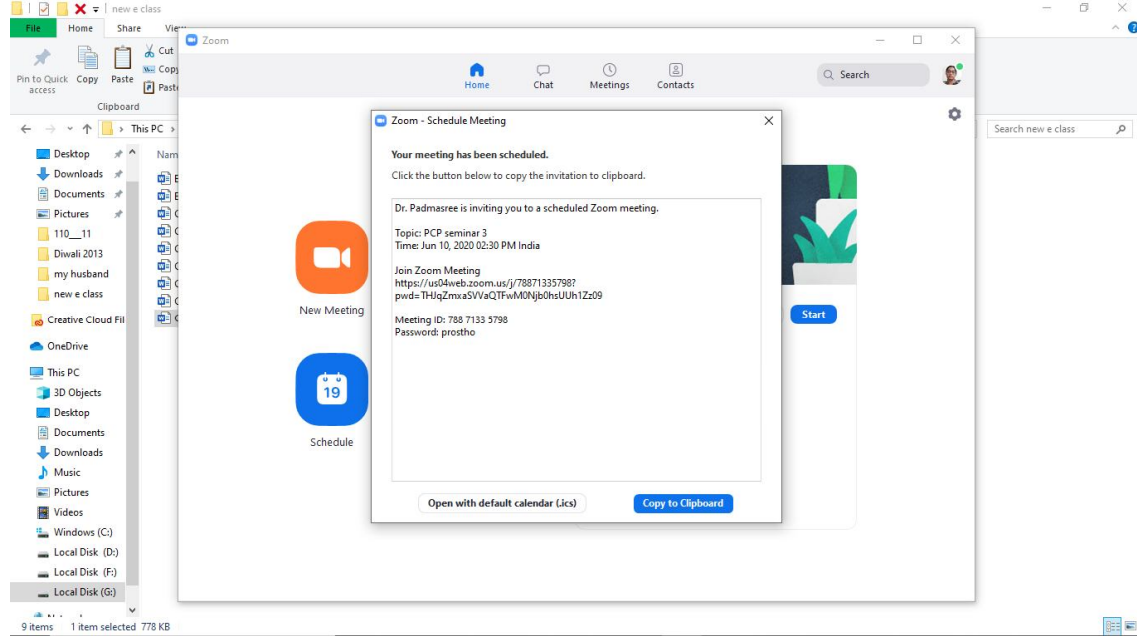 new e class
File Home Share View
Zoom
Pin to Quick access
Copy
Paste
Cut
Copy
Paste
Clipboard
Home
Chat
Meetings
Contacts
Search
This PC
Search new e class
Desktop
Downloads
Documents
Pictures
110__11
Diwali 2013
my husband
new e class
Creative Cloud Fil
OneDrive
This PC
3D Objects
Desktop
Documents
Downloads
Music
Pictures
Videos
Windows (C:)
Local Disk (D:)
Local Disk (F:)
Local Disk (G:)
Nam
New Meeting
19
Schedule
Start
Zoom - Schedule Meeting
Your meeting has been scheduled.
Click the button below to copy the invitation to clipboard.
Dr. Padmasree is inviting you to a scheduled Zoom meeting.
Topic: PCP seminar 3
Time: Jun 10, 2020 02:30 PM India
Join Zoom Meeting
https://us04web.zoom.us/j/78871335798?
pwd=THJqZmxaSVVaQTFwM0Njb0hsUUh1Zz09
Meeting ID: 788 7133 5798
Password: prostho
Open with default calendar (.ics)
Copy to Clipboard
9 items 1 item selected 778 KB